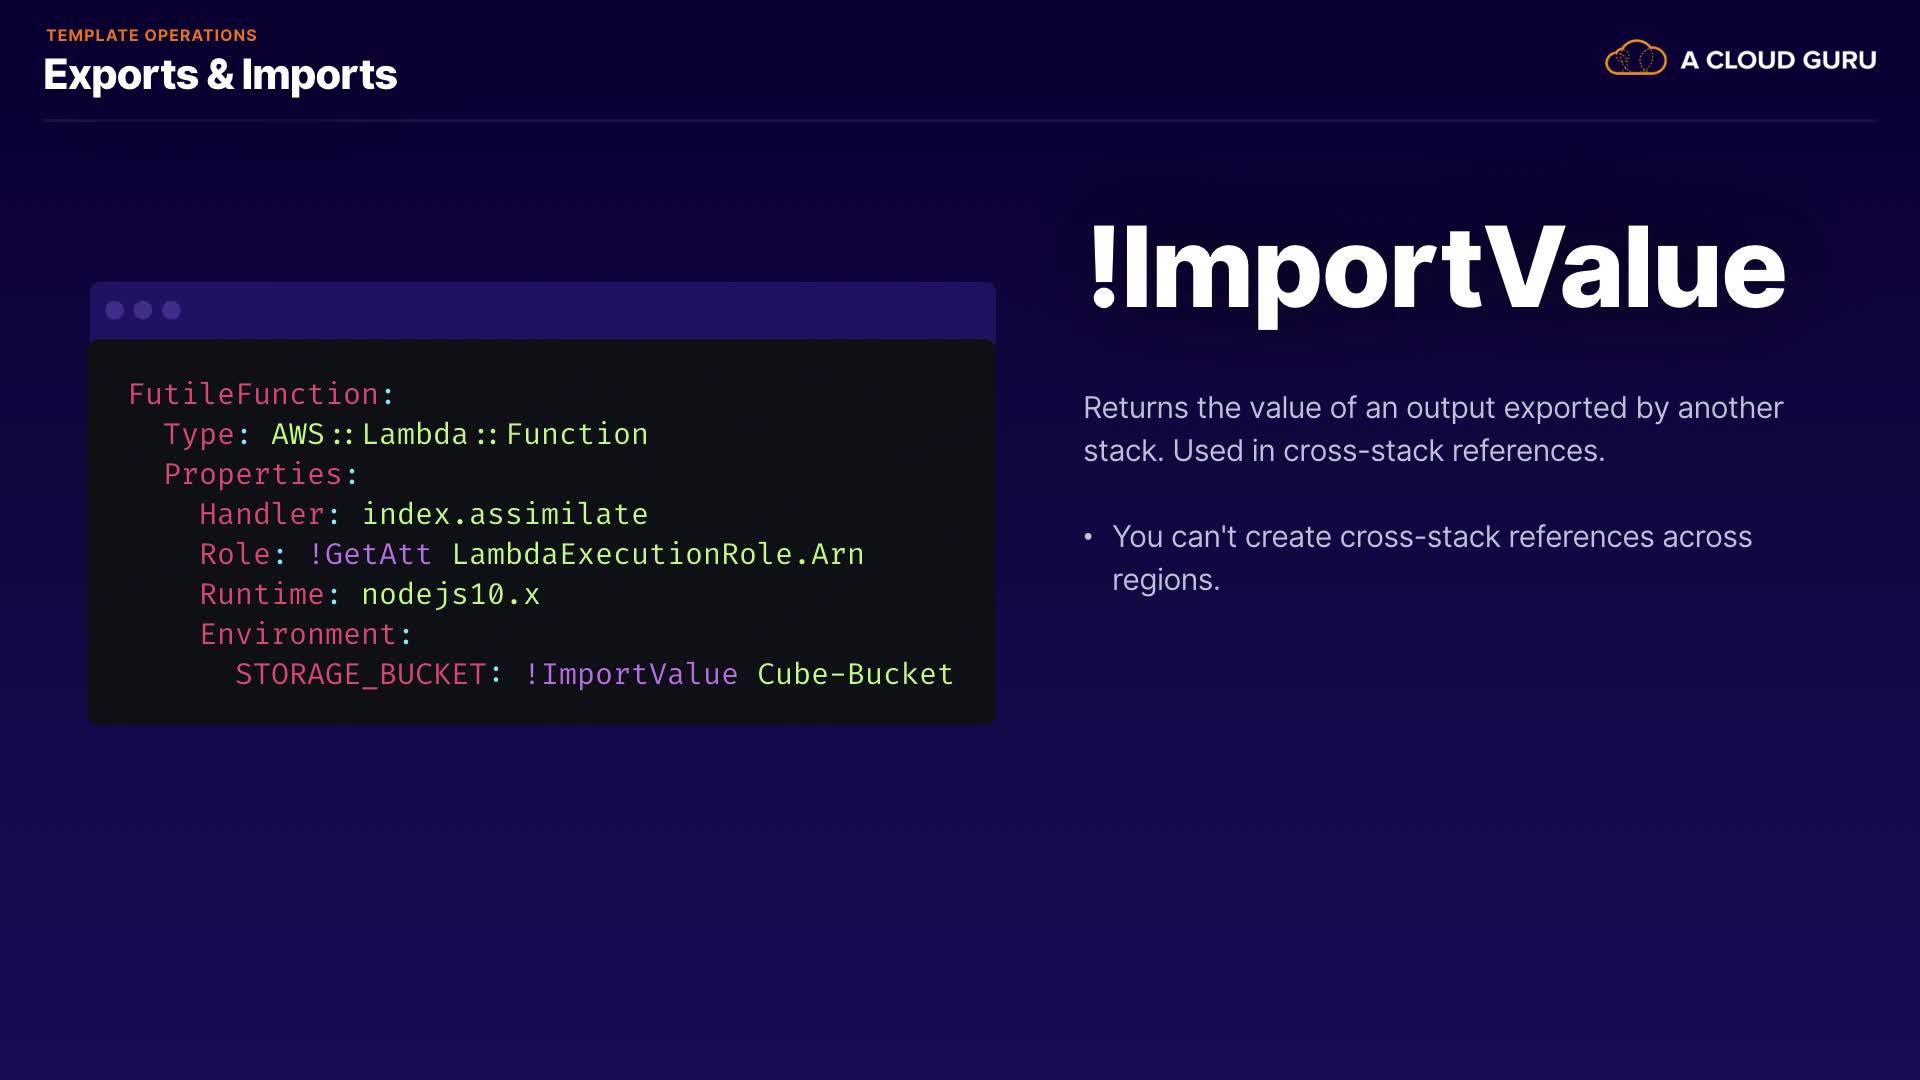 TEMPLATE OPERATIONS
Exports & Imports
A CLOUD GURU
FutileFunction:
  Type: AWS::Lambda::Function
  Properties:
    Handler: index.assimilate
    Role: !GetAtt LambdaExecutionRole.Arn
    Runtime: nodejs10.x
    Environment:
      STORAGE_BUCKET: !ImportValue Cube-Bucket
!ImportValue
Returns the value of an output exported by another
stack. Used in cross-stack references.
• You can't create cross-stack references across
regions.